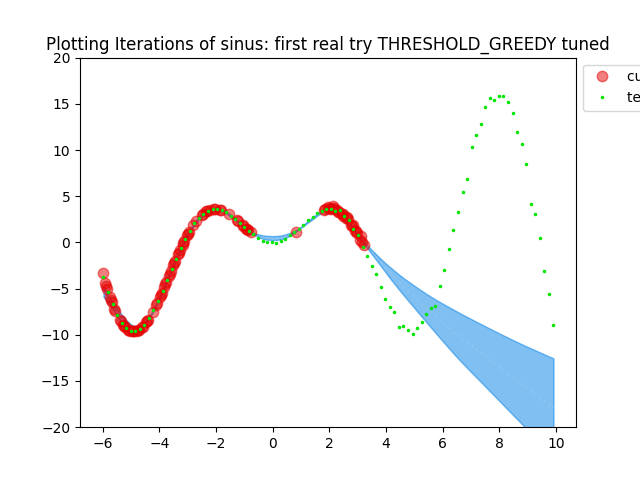 Plotting Iterations of sinus: first real try THRESHOLD_GREEDY tuned
20
15
10
5
0
−5
−10
−15
−20
−6 −4 −2 0 2 4 6 8 10
cu
te